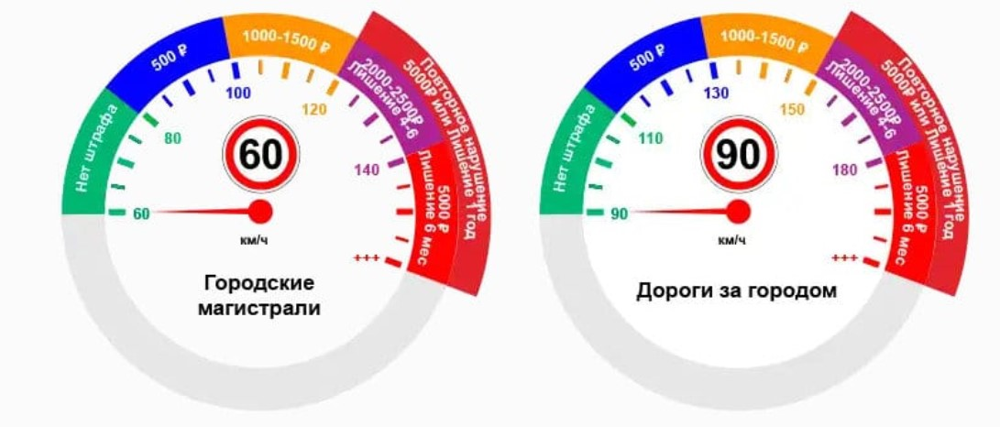 Нет штрафа
500 ₽
1000-1500 ₽
2000-2500₽
Лишение 4-6
5000 ₽
Лишение 6 мес
Повторное нарушение
5000₽ или Лишение 1 год
60
80
100
120
140
+++
60
км/ч
Городские
магистрали
Нет штрафа
500 ₽
1000-1500 ₽
2000-2500₽
Лишение 4-6
5000 ₽
Лишение 6 мес
Повторное нарушение
5000₽ или Лишение 1 год
90
110
130
150
180
+++
90
км/ч
Дороги за городом